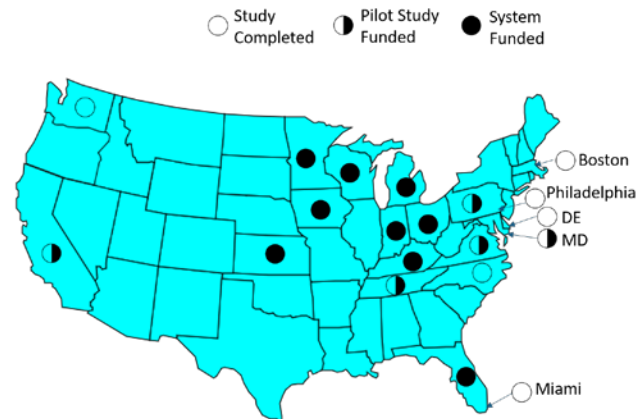 Study
Completed
Pilot Study
Funded
System
Funded
Boston
Philadelphia
DE
MD
Miami